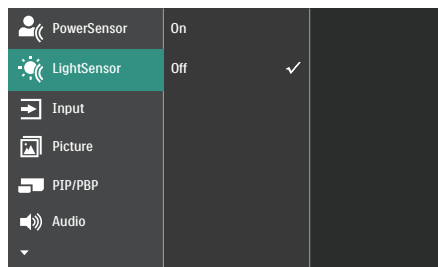 PowerSensor
On
LightSensor
Off
Input
Picture
PIP/PBP
Audio